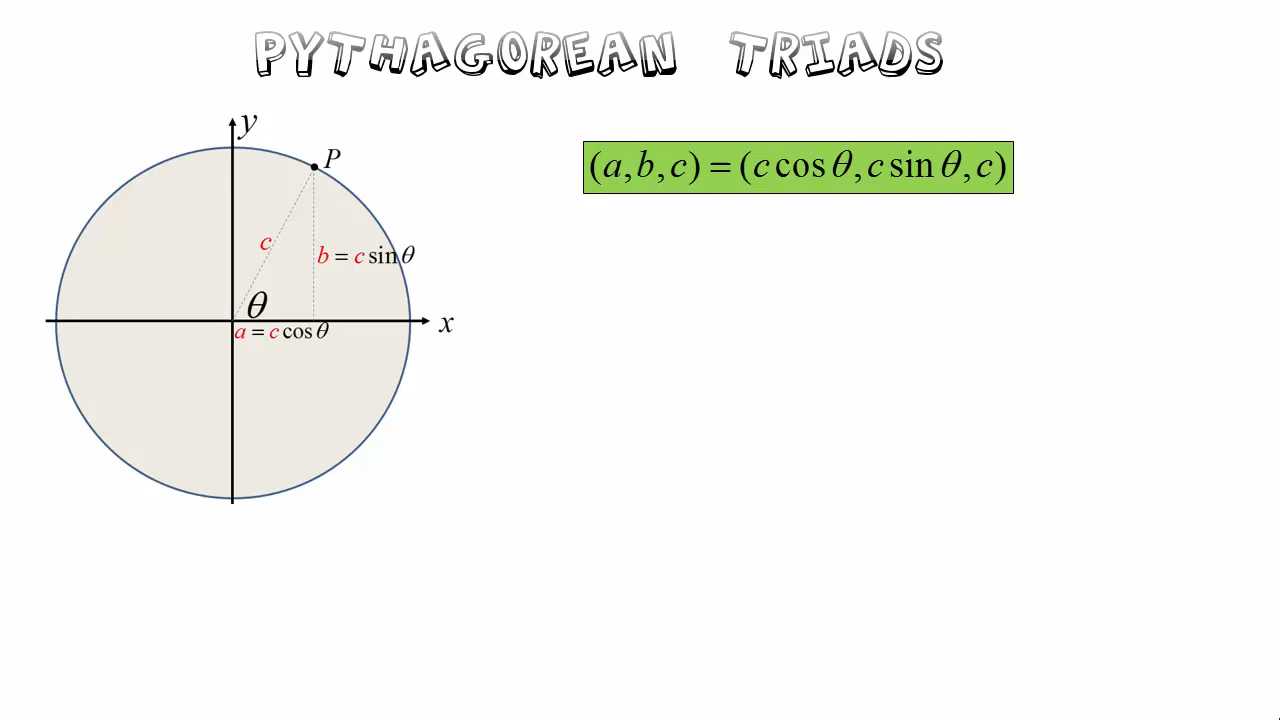 PYTHAGOREAN TRIADS
y
P
(a, b, c) = (c cos θ, c sin θ, c)
c
b = c sin θ
θ
a = c cos θ
x